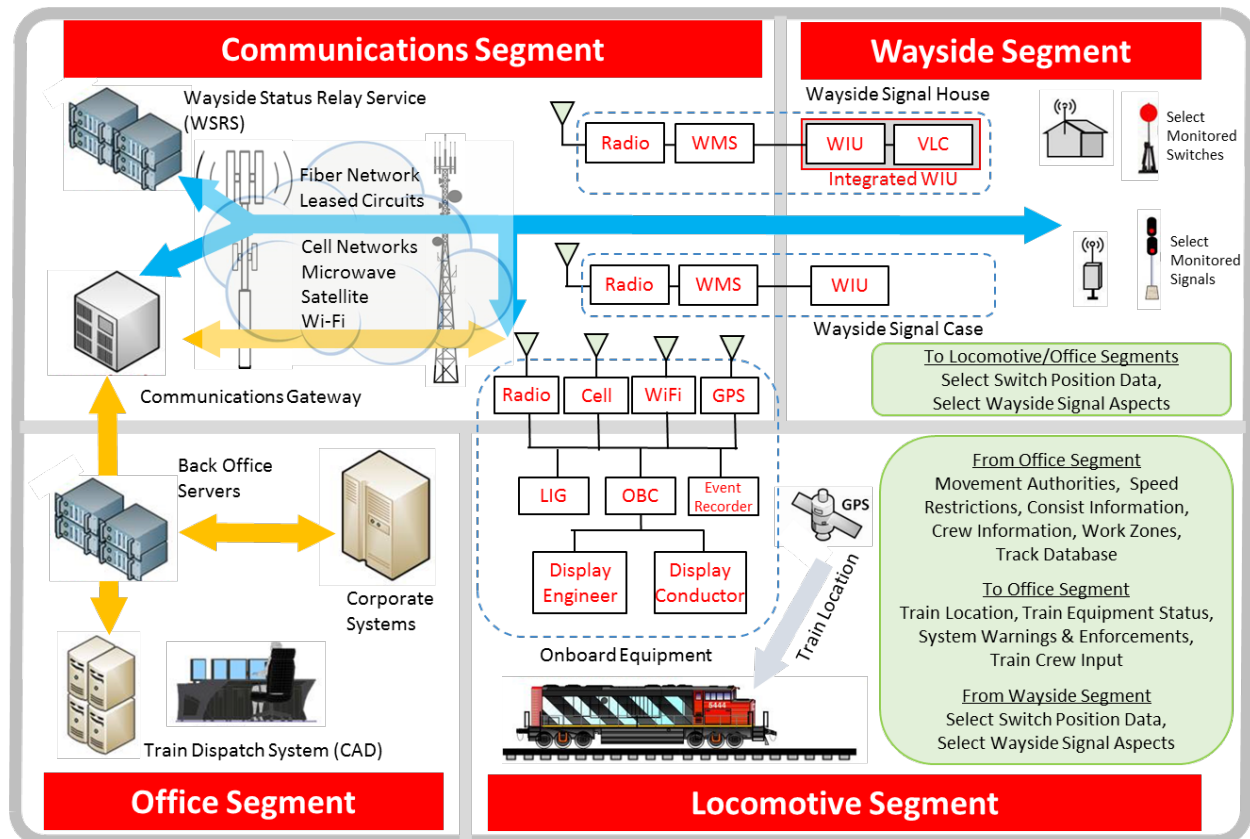 Communications Segment
Wayside Segment
Wayside Status Relay Service
(WSRS)
Fiber Network
Leased Circuits
Cell Networks
Microwave
Satellite
Wi-Fi
Communications Gateway
Wayside Signal House
Radio
WMS
WIU
VLC
Integrated WIU
Select
Monitored
Switches
Radio
WMS
WIU
Wayside Signal Case
Select
Monitored
Signals
To Locomotive/Office Segments
Select Switch Position Data,
Select Wayside Signal Aspects
Back Office
Servers
Corporate
Systems
Train Dispatch System (CAD)
Office Segment
Radio
Cell
WiFi
GPS
LIG
OBC
Event
Recorder
Display
Engineer
Display
Conductor
Onboard Equipment
GPS
Train Location
5444
From Office Segment
Movement Authorities, Speed
Restrictions, Consist Information,
Crew Information, Work Zones,
Track Database
To Office Segment
Train Location, Train Equipment Status,
System Warnings & Enforcements,
Train Crew Input
From Wayside Segment
Select Switch Position Data,
Select Wayside Signal Aspects
Locomotive Segment